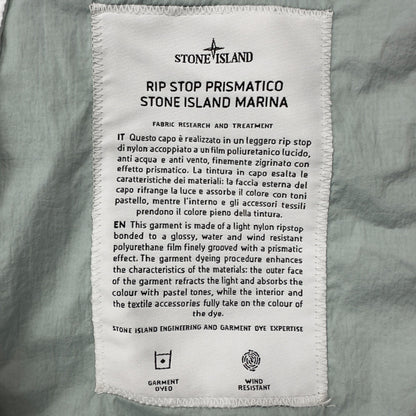 STONE ISLAND
RIP STOP PRISMATICO
STONE ISLAND MARINA
FABRIC RESEARCH AND TREATMENT
IT Questo capo è realizzato in un leggero rip stop
di nylon accoppiato a un film poliuretanico lucido,
anti acqua e anti vento, finemente zigrinato con
effetto prismatico. La tintura in capo esalta le
caratteristiche dei materiali: la faccia esterna del
capo rifrange la luce e assorbe il colore con toni
pastello, mentre l'interno e gli accessori tessili
prendono il colore pieno della tintura.
EN This garment is made of a light nylon ripstop
bonded to a glossy, water and wind resistant
polyurethane film finely grooved with a prismatic
effect. The garment dyeing procedure enhances
the characteristics of the materials: the outer face
of the garment refracts the light and absorbs the
colour with pastel tones, while the interior and
the textile accessories fully take on the colour of
the dye.
STONE ISLAND ENGINEERING AND GARMENT DYE EXPERTISE
GARMENT
DYED
WIND
RESISTANT